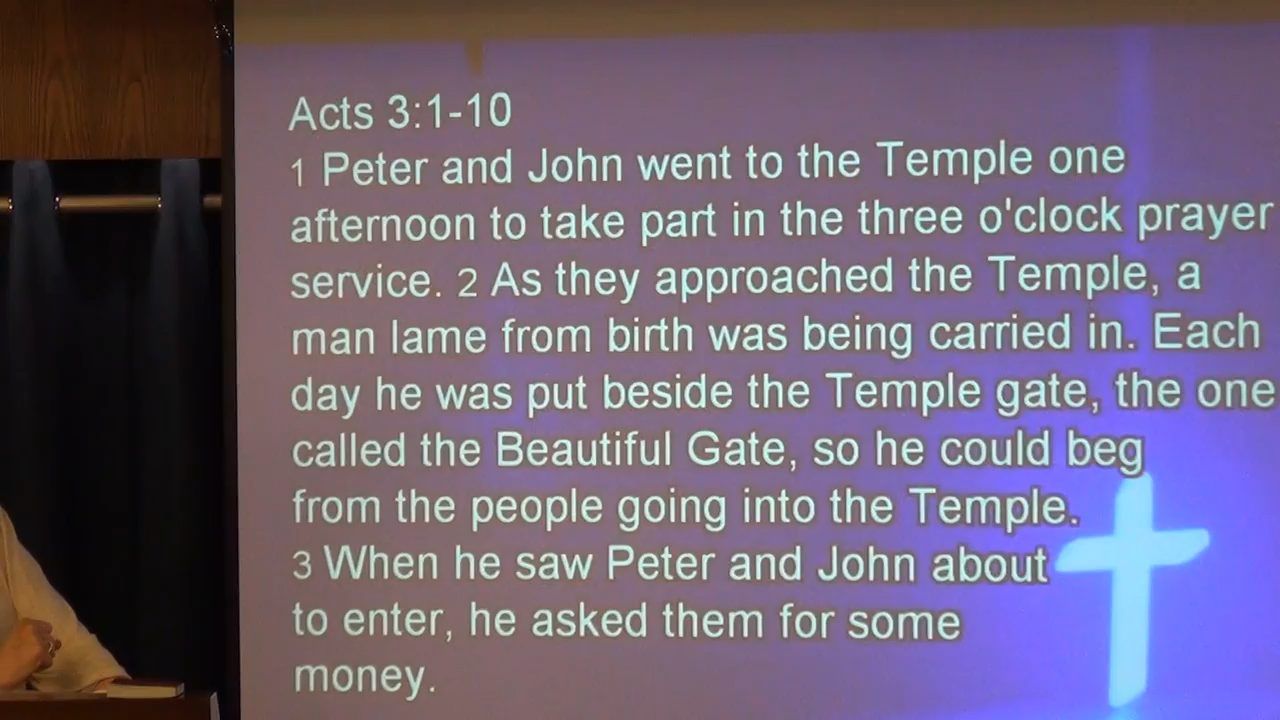 Acts 3:1-10
1 Peter and John went to the Temple one
afternoon to take part in the three o'clock prayer
service. 2 As they approached the Temple, a
man lame from birth was being carried in. Each
day he was put beside the Temple gate, the one
called the Beautiful Gate, so he could beg
from the people going into the Temple.
3 When he saw Peter and John about
to enter, he asked them for some
money.